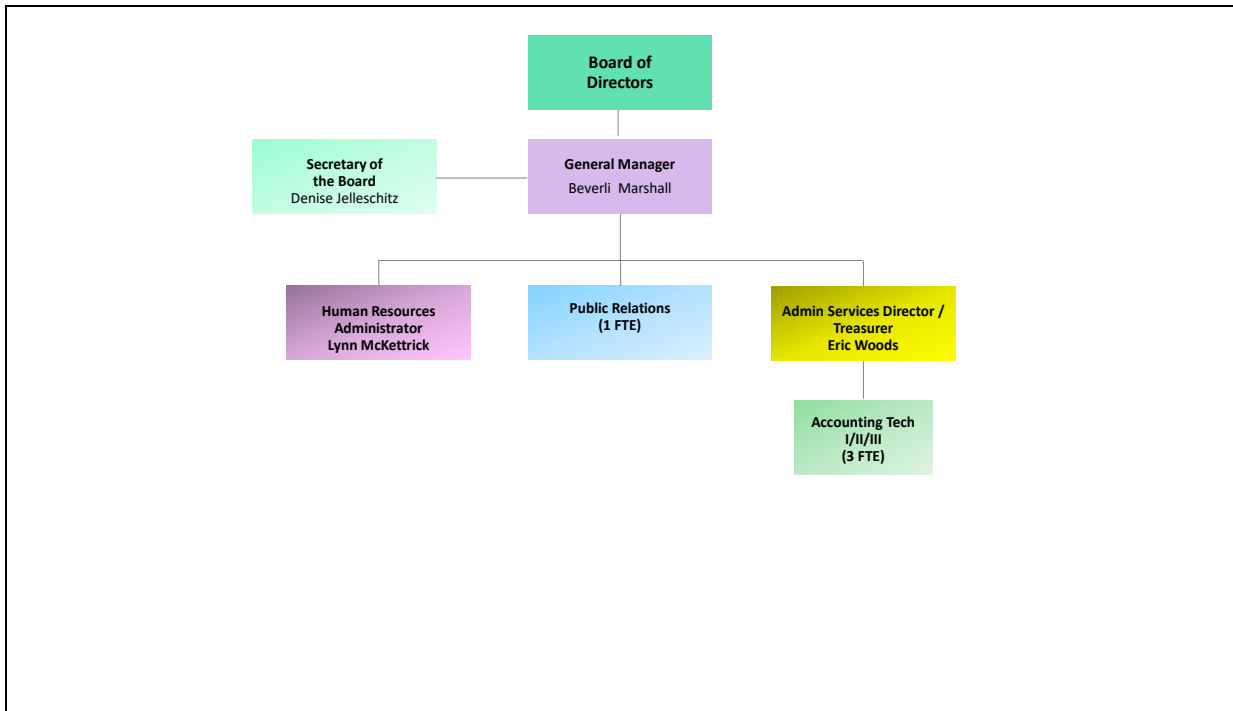 Board of
Directors
Secretary of
the Board
Denise Jelleschitz
General Manager
Beverli Marshall
Human Resources
Administrator
Lynn McKettrick
Public Relations
(1 FTE)
Admin Services Director /
Treasurer
Eric Woods
Accounting Tech
I/II/III
(3 FTE)